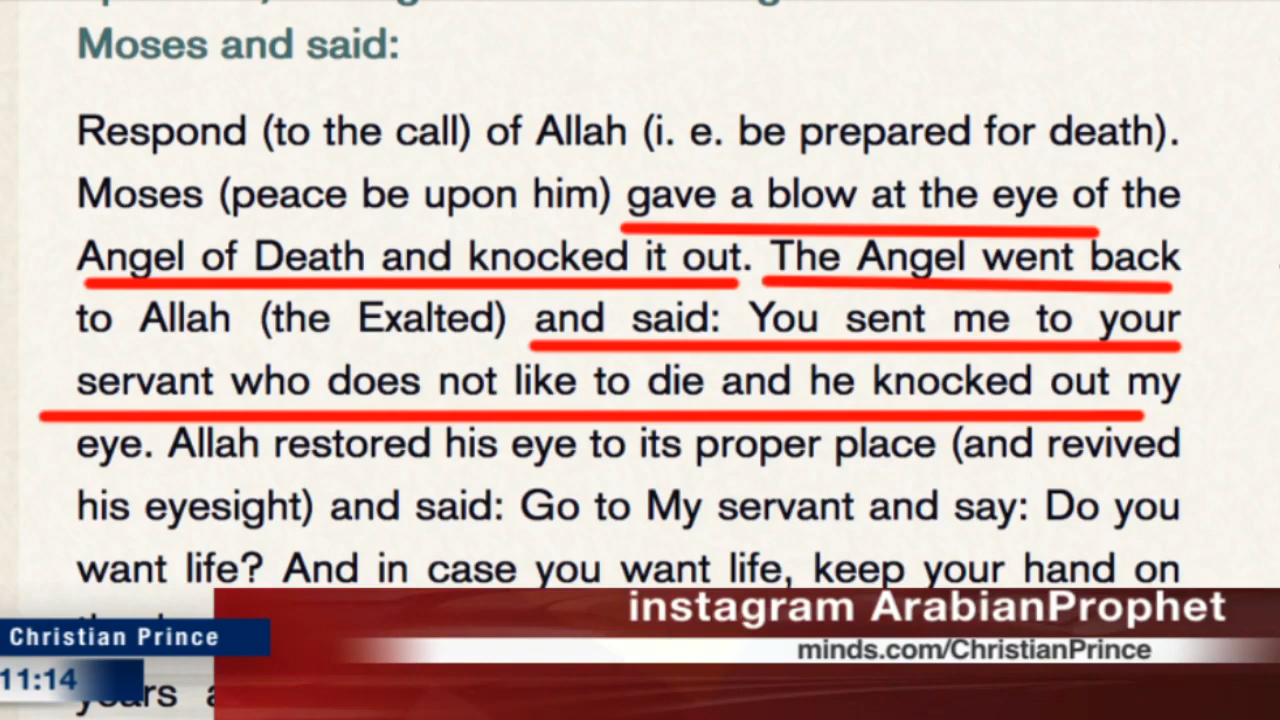 Moses and said:
Respond (to the call) of Allah (i. e. be prepared for death).
Moses (peace be upon him) gave a blow at the eye of the
Angel of Death and knocked it out. The Angel went back
to Allah (the Exalted) and said: You sent me to your
servant who does not like to die and he knocked out my
eye. Allah restored his eye to its proper place (and revived
his eyesight) and said: Go to My servant and say: Do you
want life? And in case you want life, keep your hand on
instagram ArabianProphet
Christian Prince
minds.com/ChristianPrince
11:14
years a